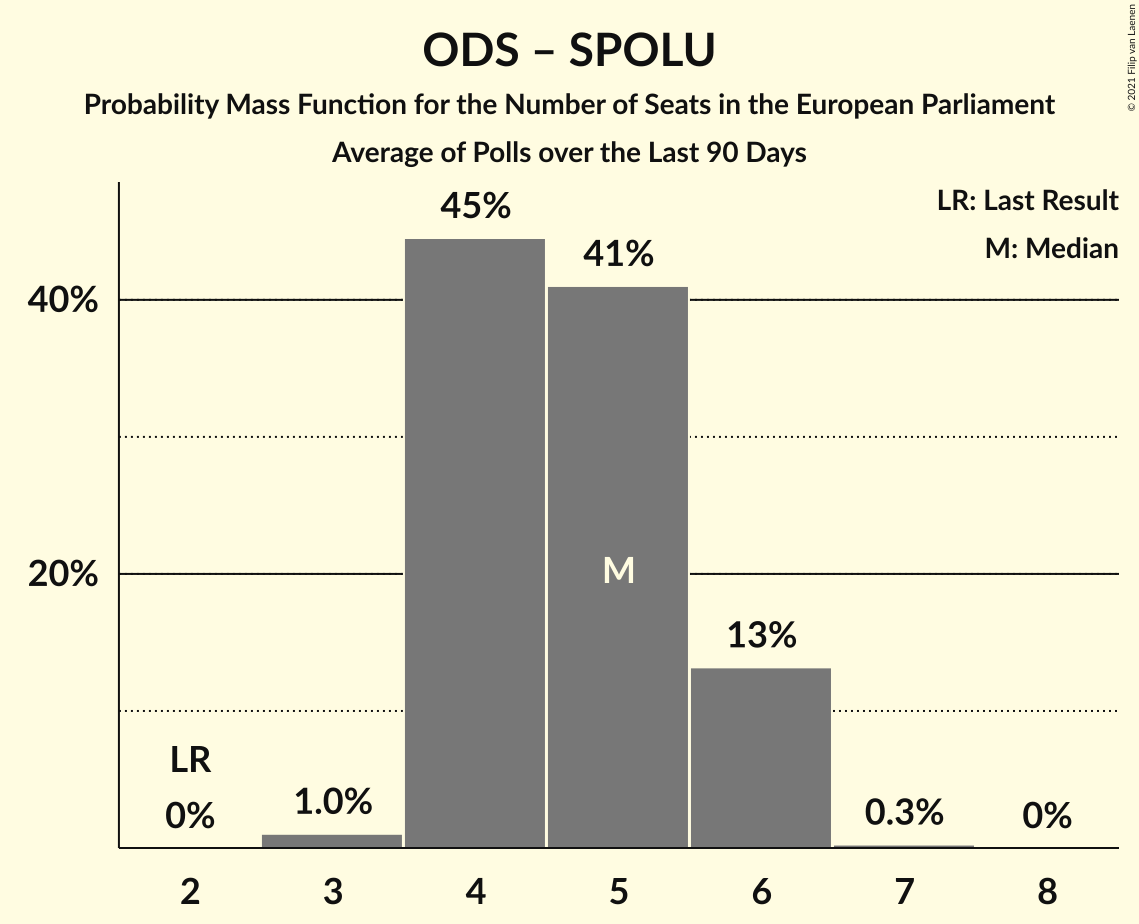 ODS – SPOLU
Probability Mass Function for the Number of Seats in the European Parliament
Average of Polls over the Last 90 Days
© 2021 Filip van Laenen
LR: Last Result
M: Median
45%
41%
40%
20%
M
13%
LR
0%
1.0%
0.3%
0%
2 3 4 5 6 7 8